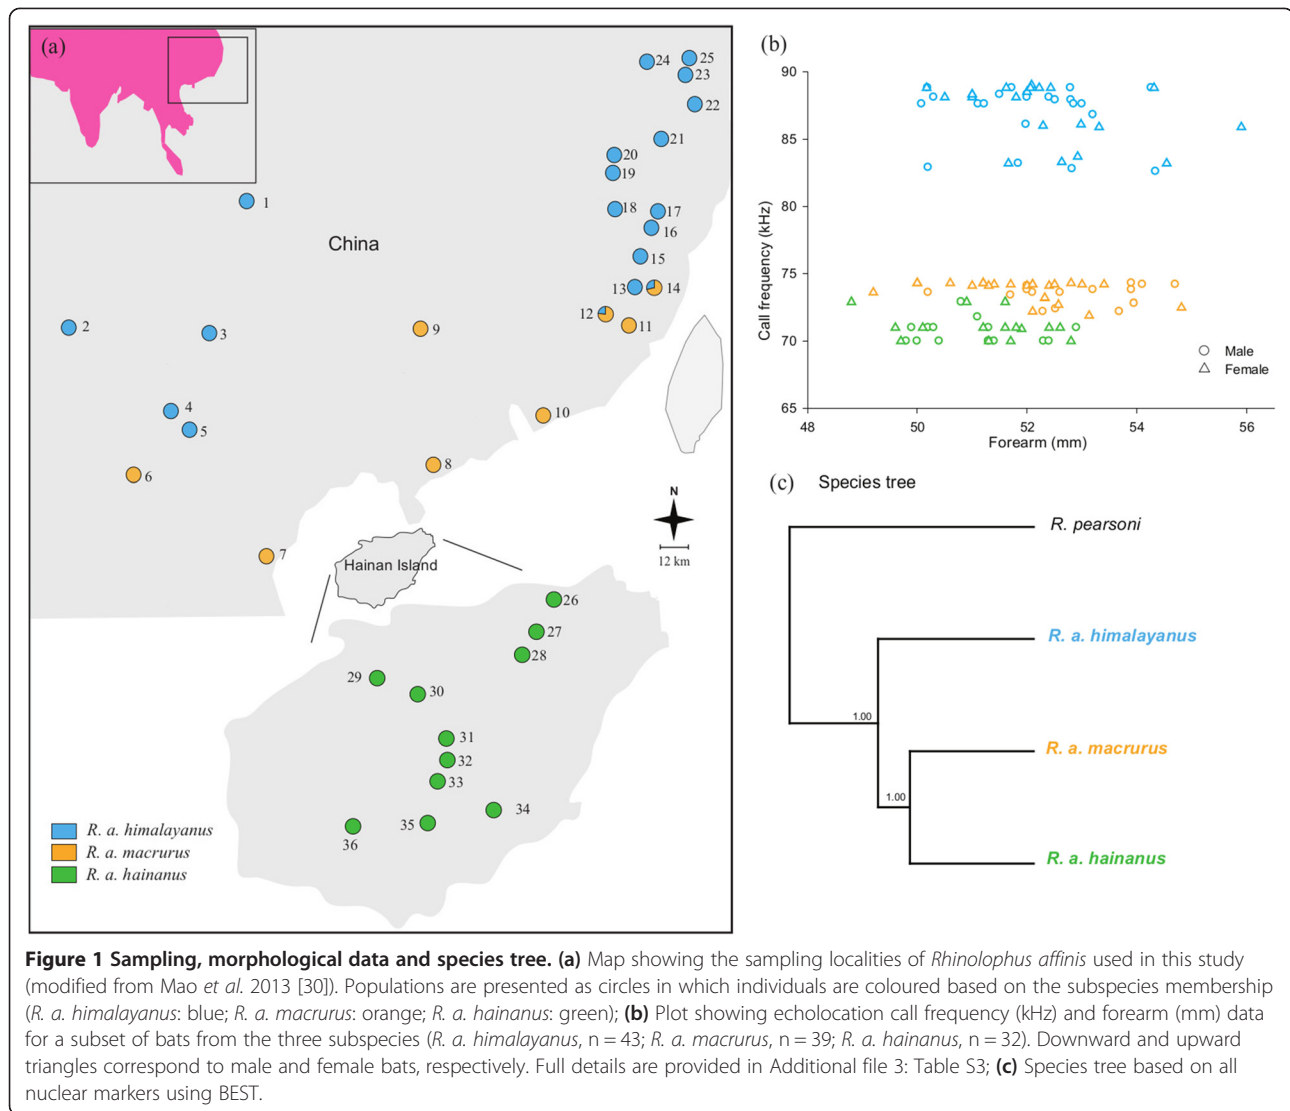 (a)
24
25
23
22
21
20
19
18
17
16
15
13
14
12
11
1
China
2
3
9
4
5
10
6
8
7
N
12 km
Hainan Island
26
27
28
29
30
31
32
33
34
35
36
R. a. himalayanus
R. a. macrurus
R. a. hainanus
(b)
90
85
80
75
70
65
Call frequency (kHz)
Male
Female
48
50
52
54
56
Forearm (mm)
(c) Species tree
R. pearsoni
R. a. himalayanus
1.00
R. a. macrurus
1.00
R. a. hainanus
Figure 1 Sampling, morphological data and species tree. (a) Map showing the sampling localities of Rhinolophus affinis used in this study
(modified from Mao et al. 2013 [30]). Populations are presented as circles in which individuals are coloured based on the subspecies membership
(R. a. himalayanus: blue; R. a. macrurus: orange; R. a. hainanus: green); (b) Plot showing echolocation call frequency (kHz) and forearm (mm) data
for a subset of bats from the three subspecies (R. a. himalayanus, n = 43; R. a. macrurus, n = 39; R. a. hainanus, n = 32). Downward and upward
triangles correspond to male and female bats, respectively. Full details are provided in Additional file 3: Table S3; (c) Species tree based on all
nuclear markers using BEST.